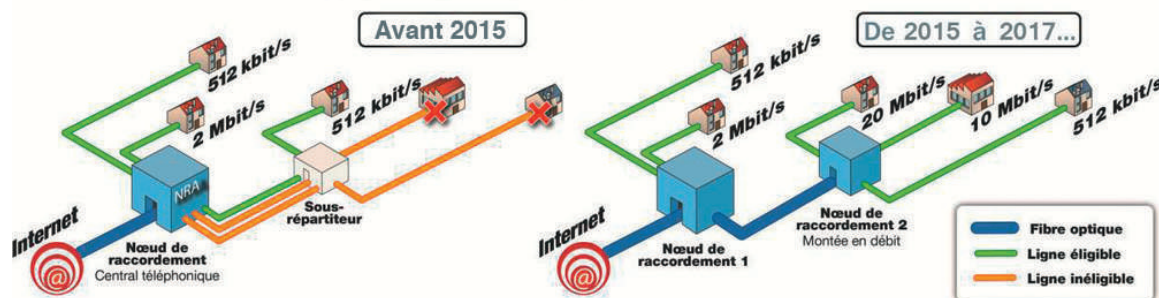 Avant 2015
512 kbit/s
2 Mbit/s
512 kbit/s
NRA
Internet
@
Nœud de
raccordement
Central téléphonique
Sous-
répartiteur
De 2015 à 2017...
512 kbit/s
2 Mbit/s
20 Mbit/s
10 Mbit/s
512 kbit/s
Internet
@
Nœud de
raccordement 1
Nœud de
raccordement 2
Montée en débit
Fibre optique
Ligne éligible
Ligne inéligible